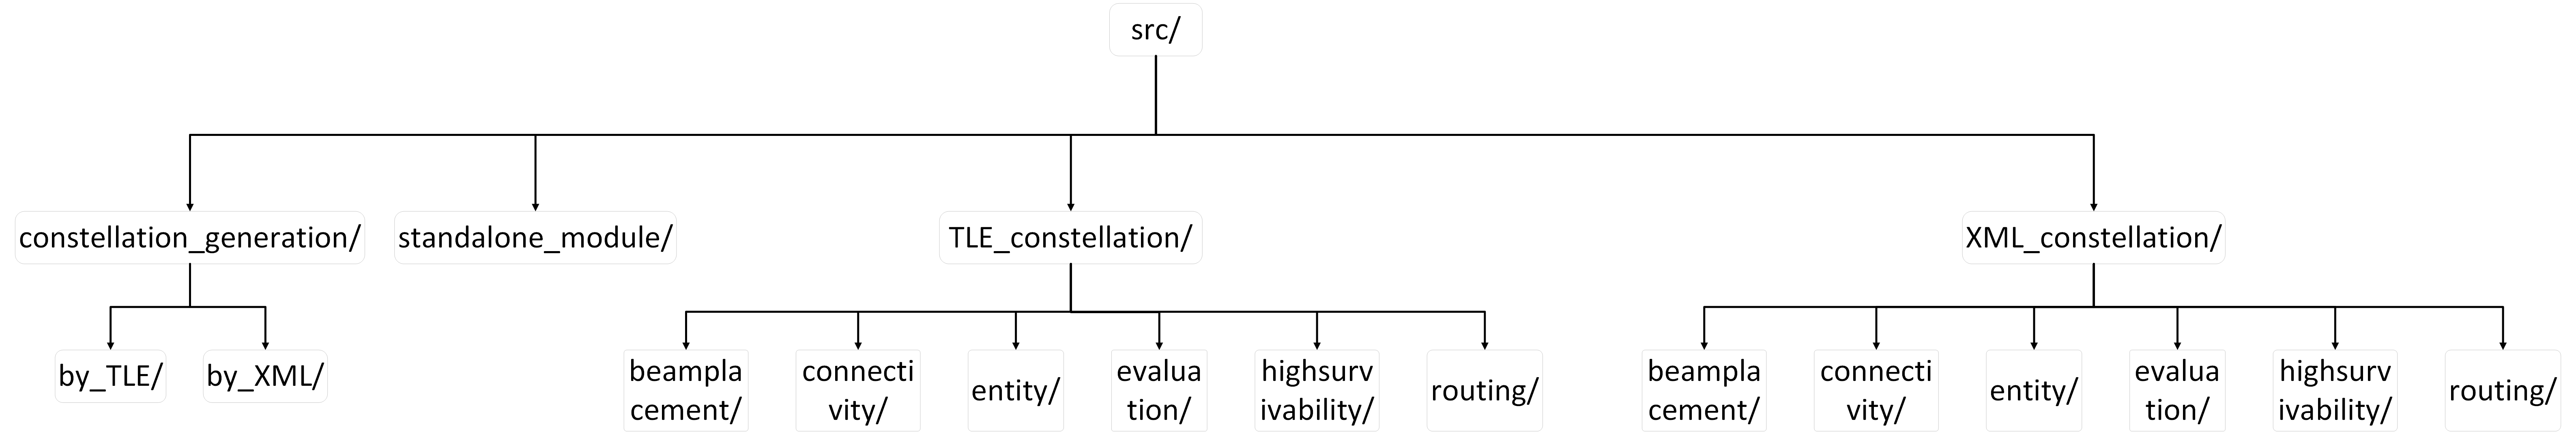 src/
constellation_generation/
standalone_module/
TLE_constellation/
XML_constellation/
by_TLE/
by_XML/
beampla
cement/
connecti
vity/
entity/
evalua
tion/
highsurv
ivability/
routing/
beampla
cement/
connecti
vity/
entity/
evalua
tion/
highsurv
ivability/
routing/